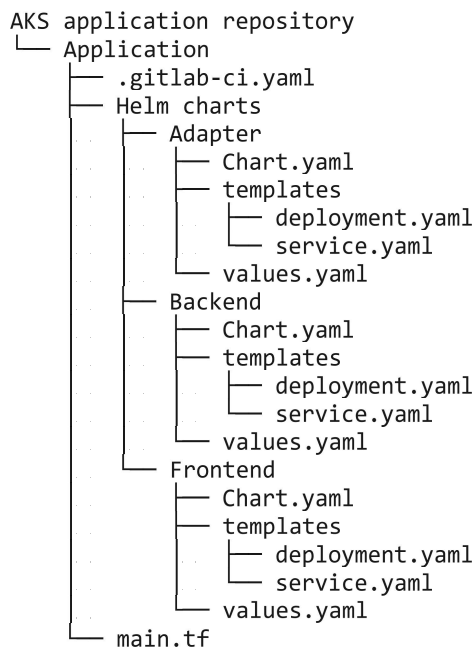 AKS application repository
Application
.gitlab-ci.yaml
Helm charts
Adapter
Chart.yaml
templates
deployment.yaml
service.yaml
values.yaml
Backend
Chart.yaml
templates
deployment.yaml
service.yaml
values.yaml
Frontend
Chart.yaml
templates
deployment.yaml
service.yaml
values.yaml
main.tf